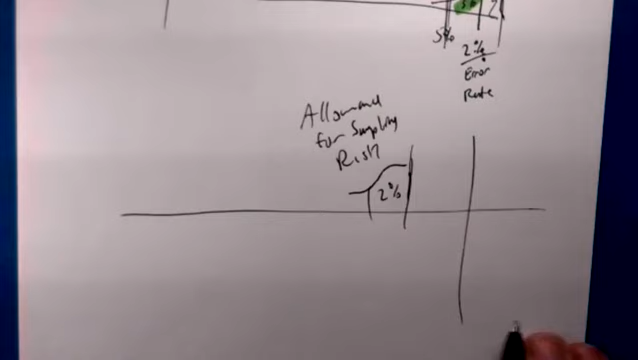 5%
2%
Error
Rate
Allowance
for Sampling
Risk
2%